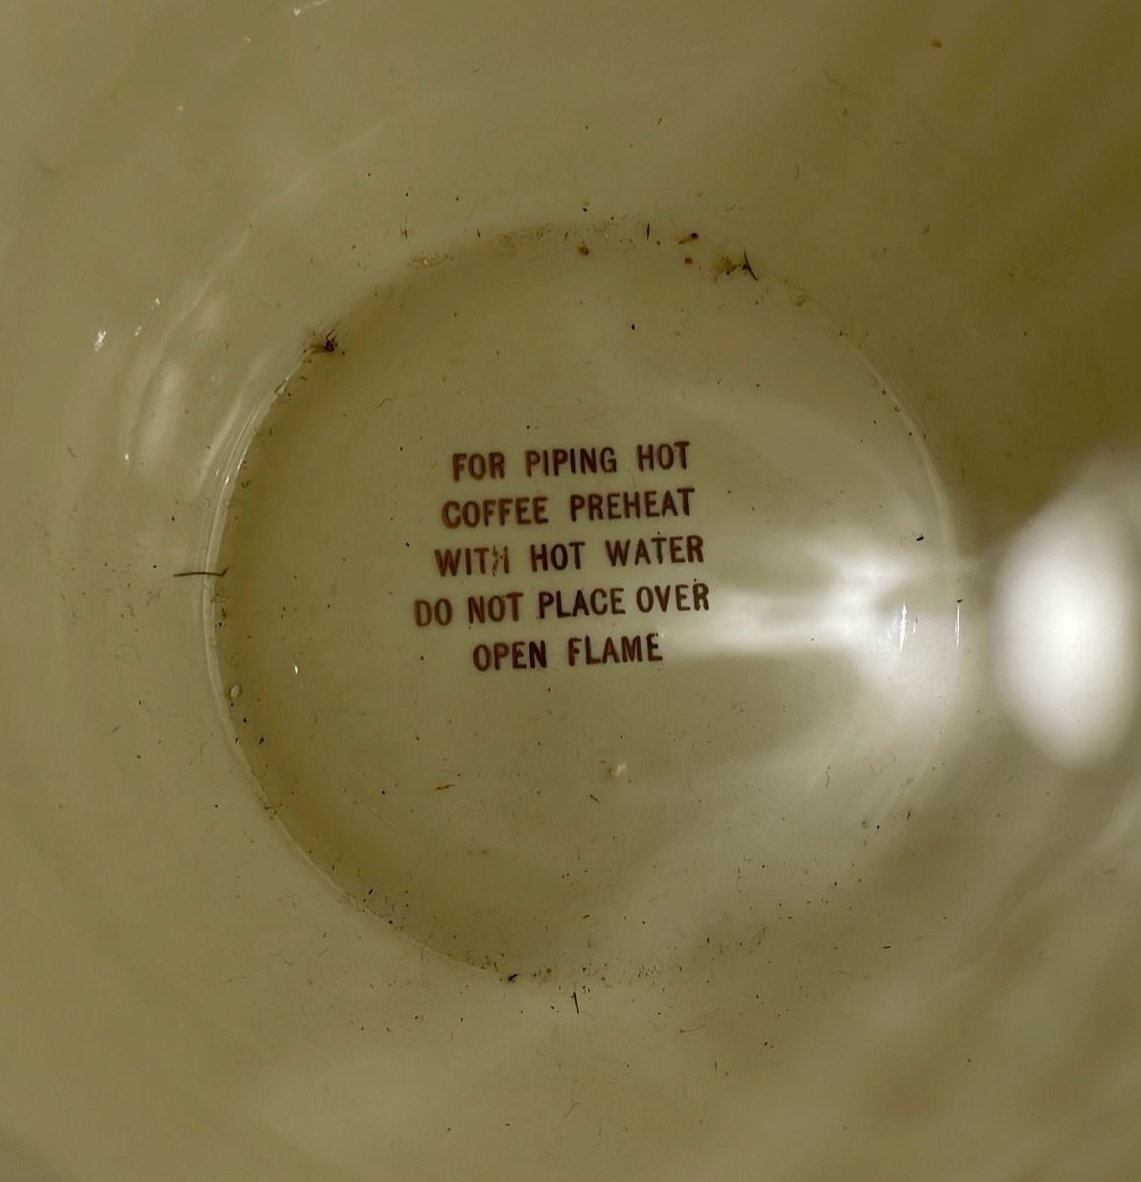 FOR PIPING HOT
COFFEE PREHEAT
WITH HOT WATER
DO NOT PLACE OVER
OPEN FLAME